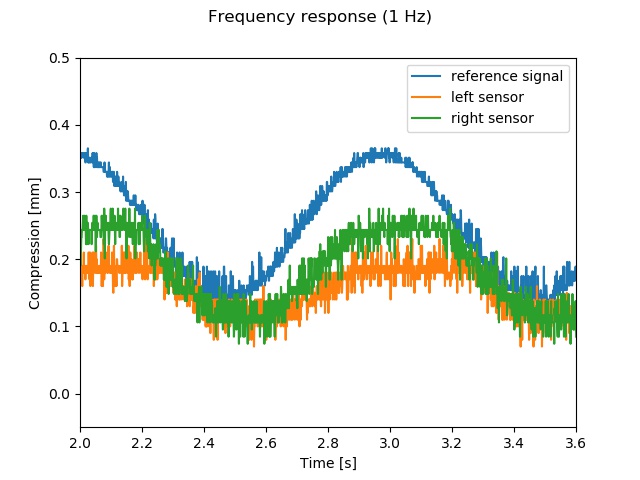 Frequency response (1 Hz)
0.5
0.4
0.3
0.2
0.1
0.0
Compression [mm]
reference signal
left sensor
right sensor
2.0 2.2 2.4 2.6 2.8 3.0 3.2 3.4 3.6
Time [s]